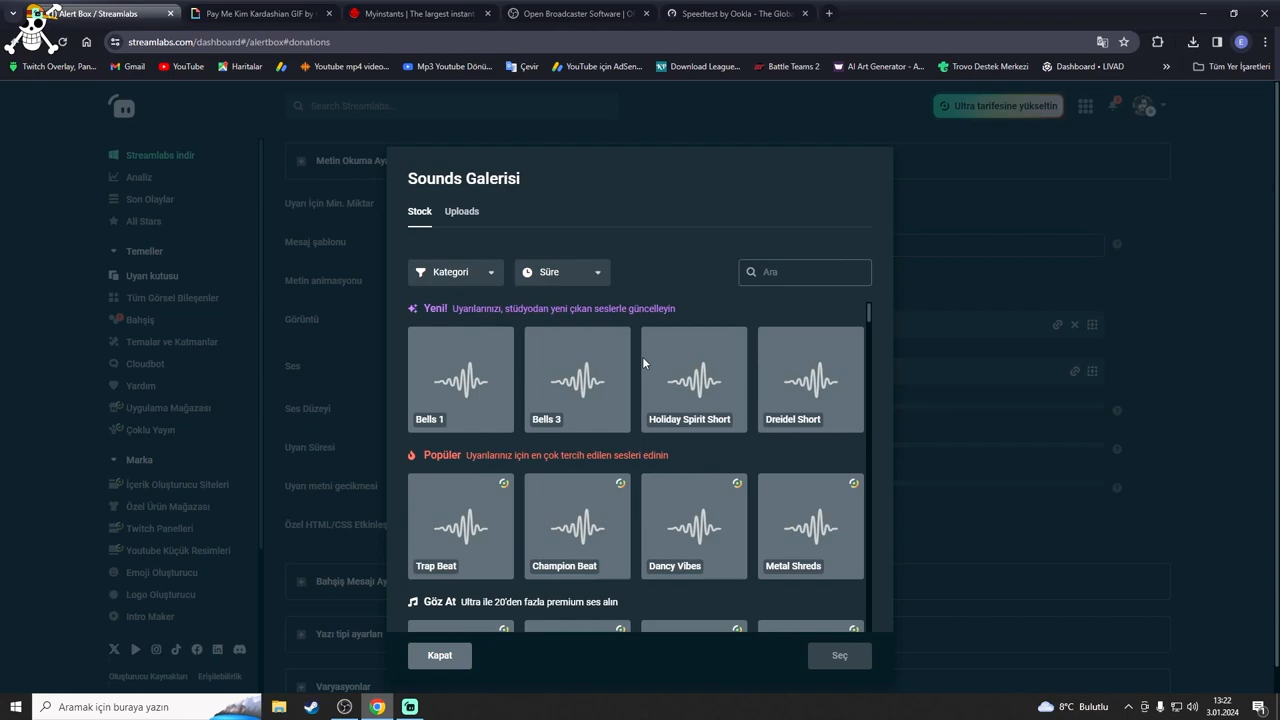 Alert Box / Streamlabs
Pay Me Kim Kardashian GIF by
Myinstants | The largest instan
Open Broadcaster Software | O
Speedtest by Ookla - The Glob
streamlabs.com/dashboard#/alertbox#donations
Twitch Overlay, Pan...
Gmail
YouTube
Haritalar
Youtube mp4 video...
Mp3 Youtube Dönü...
Çevir
YouTube için AdSen...
Download League...
Battle Teams 2
AI Art Generator - A...
Trovo Destek Merkezi
Dashboard • LIVAD
Tüm Yer İşaretleri
Search Streamlabs...
Ultra tarifesine yükseltin
Streamlabs indir
Analiz
Son Olaylar
All Stars
Temeller
Uyarı kutusu
Tüm Görsel Bileşenler
Bahşiş
Temalar ve Katmanlar
Cloudbot
Yardım
Uygulama Mağazası
Çoklu Yayın
Marka
İçerik Oluşturucu Siteleri
Özel Ürün Mağazası
Twitch Panelleri
Youtube Küçük Resimleri
Emoji Oluşturucu
Logo Oluşturucu
Intro Maker
Oluşturucu Kaynakları
Erişilebilirlik
Metin Okuma Aya
Uyarı İçin Min. Miktar
Mesaj şablonu
Metin animasyonu
Görüntü
Ses
Ses Düzeyi
Uyarı Süresi
Uyarı metni gecikmesi
Özel HTML/CSS Etkinleş
Bahşiş Mesajı Ay
Yazı tipi ayarları
Varyasyonlar
Sounds Galerisi
Stock
Uploads
Kategori
Süre
Ara
Yeni! Uyarılarınızı, stüdyodan yeni çıkan seslerle güncelleyin
Bells 1
Bells 3
Holiday Spirit Short
Dreidel Short
Popüler Uyarılarınız için en çok tercih edilen sesleri edinin
Trap Beat
Dampen Beat
Dancy Vibes
Metal Shreds
Göz At Ultra ile 20'den fazla premium ses alın
Kapat
Seç
Aramak için buraya yazın
8°C Bulutlu
13:22
3.01.2024